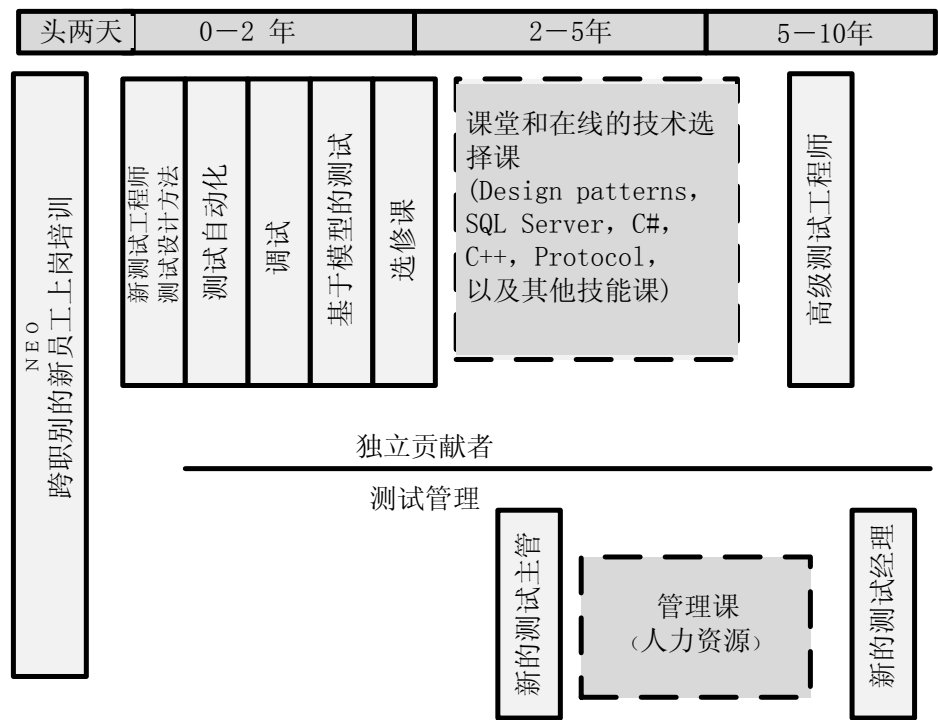 头两天
0－2 年
2－5年
5－10年
NEO
跨职别的新员工上岗培训
新测试工程师
测试设计方法
测试自动化
调试
基于模型的测试
选修课
课堂和在线的技术选
择课
(Design patterns，
SQL Server，C#，
C++，Protocol，
以及其他技能课)
高级测试工程师
独立贡献者
测试管理
新的测试主管
管理课
（人力资源）
新的测试经理